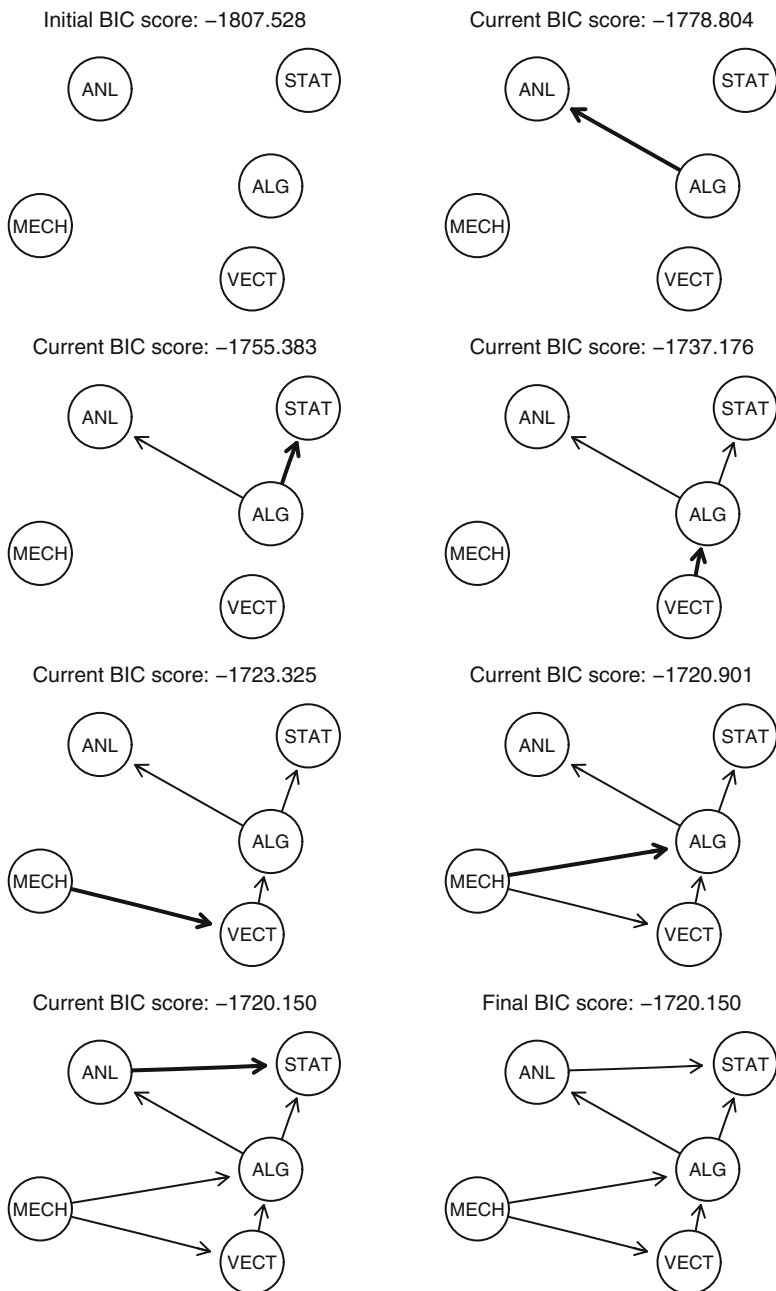 Initial BIC score: −1807.528
ANL
STAT
ALG
MECH
VECT
Current BIC score: −1778.804
ANL
STAT
ALG
MECH
VECT
Current BIC score: −1755.383
ANL
STAT
ALG
MECH
VECT
Current BIC score: −1737.176
ANL
STAT
ALG
MECH
VECT
Current BIC score: −1723.325
ANL
STAT
ALG
MECH
VECT
Current BIC score: −1720.901
ANL
STAT
ALG
MECH
VECT
Current BIC score: −1720.150
ANL
STAT
ALG
MECH
VECT
Final BIC score: −1720.150
ANL
STAT
ALG
MECH
VECT